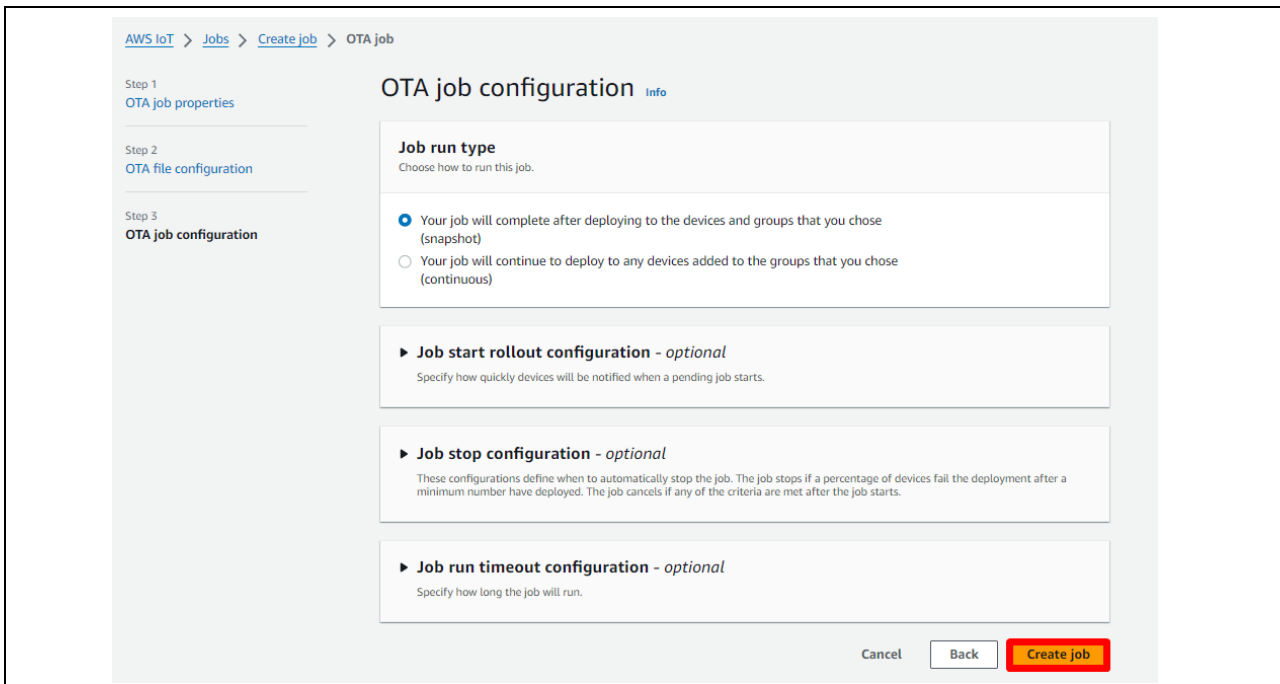 AWS IoT > Jobs > Create job > OTA job
Step 1
OTA job properties
Step 2
OTA file configuration
Step 3
OTA job configuration
OTA job configuration Info
Job run type
Choose how to run this job.
Your job will complete after deploying to the devices and groups that you chose
(snapshot)
Your job will continue to deploy to any devices added to the groups that you chose
(continuous)
Job start rollout configuration - optional
Specify how quickly devices will be notified when a pending job starts.
Job stop configuration - optional
These configurations define when to automatically stop the job. The job stops if a percentage of devices fail the deployment after a
minimum number have deployed. The job cancels if any of the criteria are met after the job starts.
Job run timeout configuration - optional
Specify how long the job will run.
Cancel Back Create job